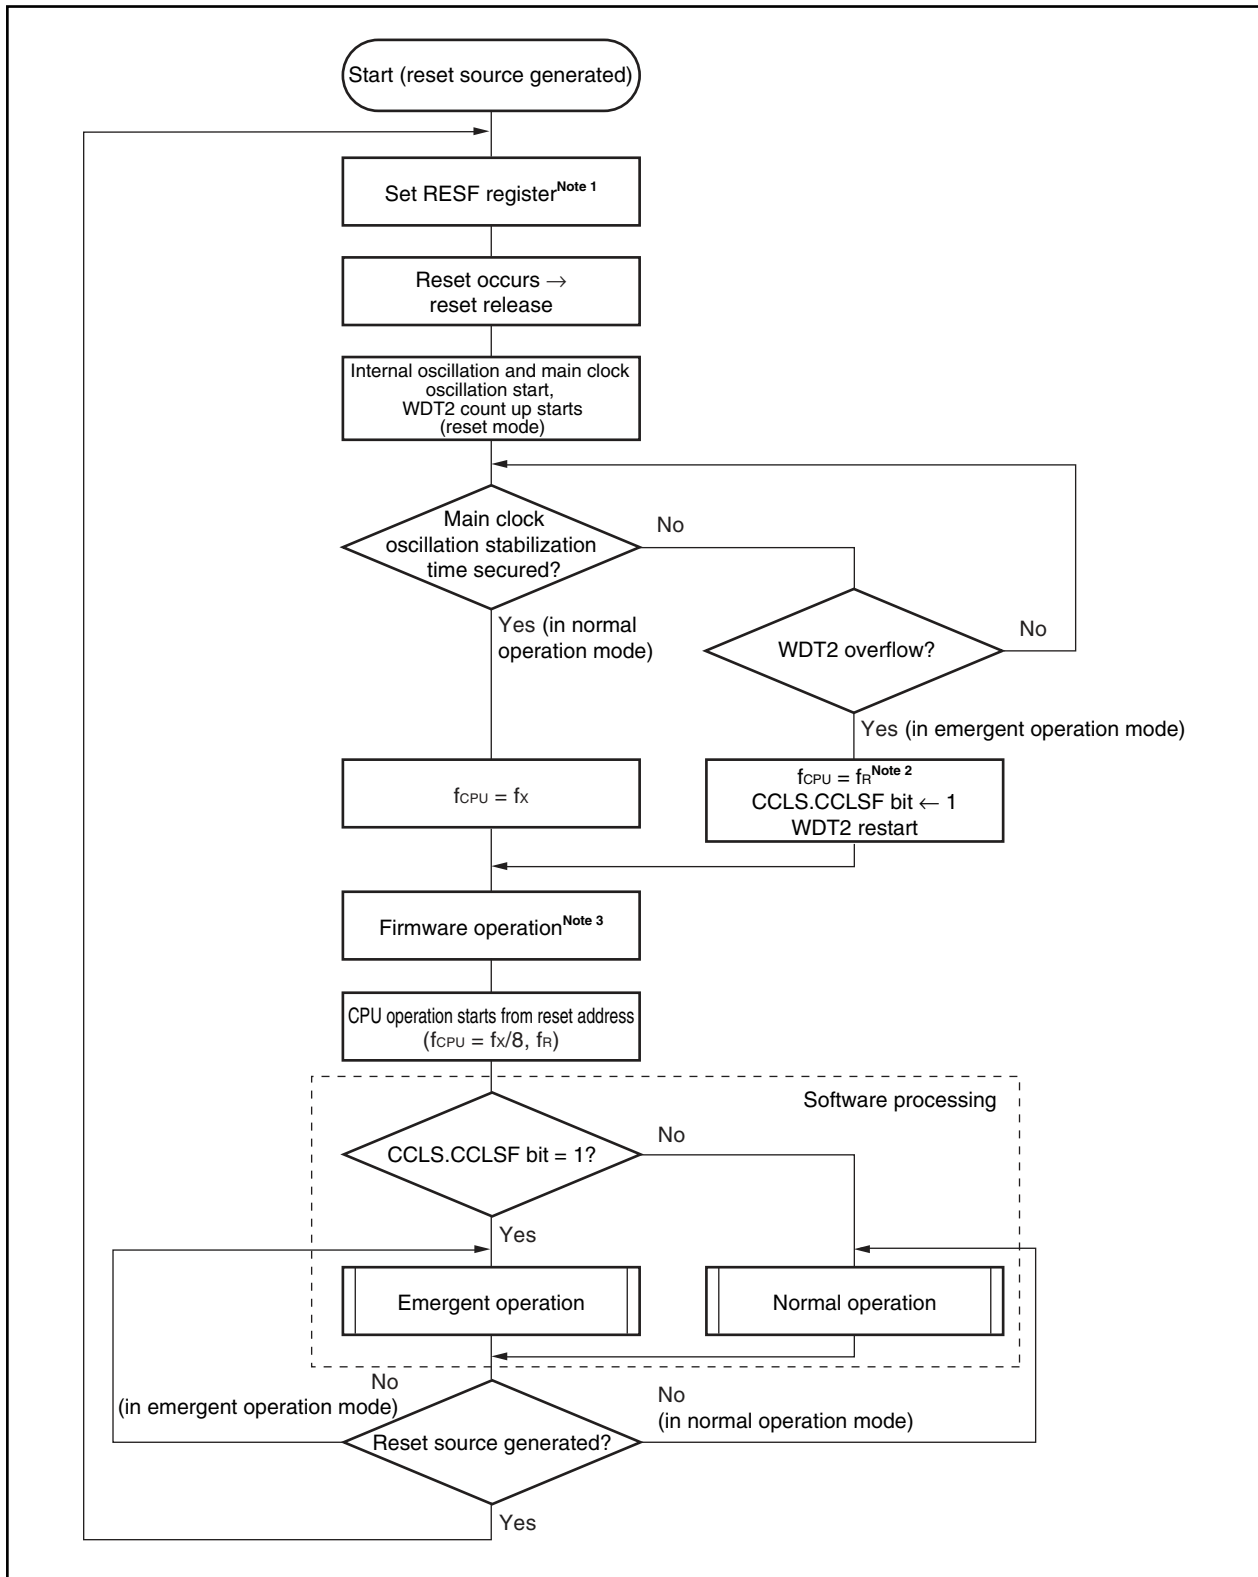 Start (reset source generated)
Set RESF register Note 1
Reset occurs →
reset release
Internal oscillation and main clock
oscillation start,
WDT2 count up starts
(reset mode)
Main clock
oscillation stabilization
time secured?
No
Yes (in normal
operation mode)
WDT2 overflow?
No
Yes (in emergent operation mode)
fCPU = fX
fCPU = fR Note 2
CCLS.CCLSF bit ← 1
WDT2 restart
Firmware operation Note 3
CPU operation starts from reset address
(fCPU = fX/8, fR)
Software processing
CCLS.CCLSF bit = 1?
No
Yes
Emergent operation
Normal operation
No
(in emergent operation mode)
No
(in normal operation mode)
Reset source generated?
Yes